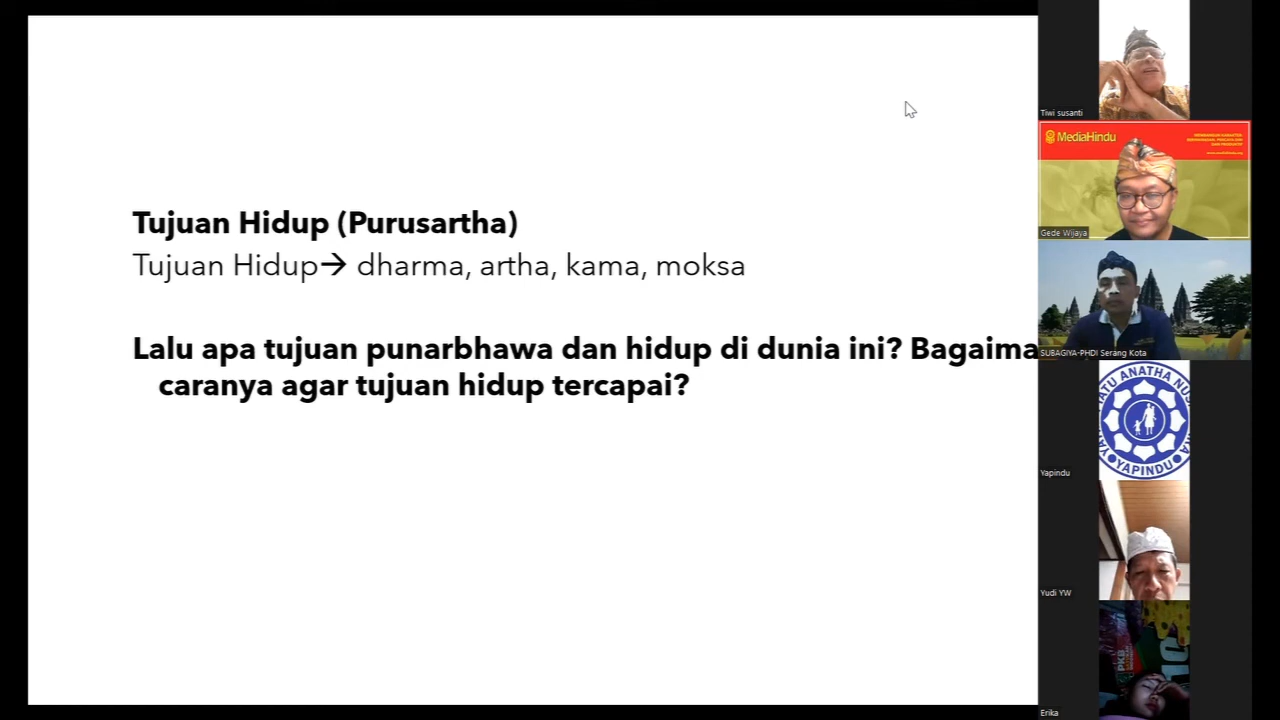 Tujuan Hidup (Purusartha)
Tujuan Hidup→ dharma, artha, kama, moksa
Lalu apa tujuan punarbhawa dan hidup di dunia ini? Bagaima
caranya agar tujuan hidup tercapai?
Tiwi susanti
MediaHindu
Gede Wijaya
SUBAGIYA-PHDI Serang Kota
YAPINDU
Yapindu
Yudi YW
Erika